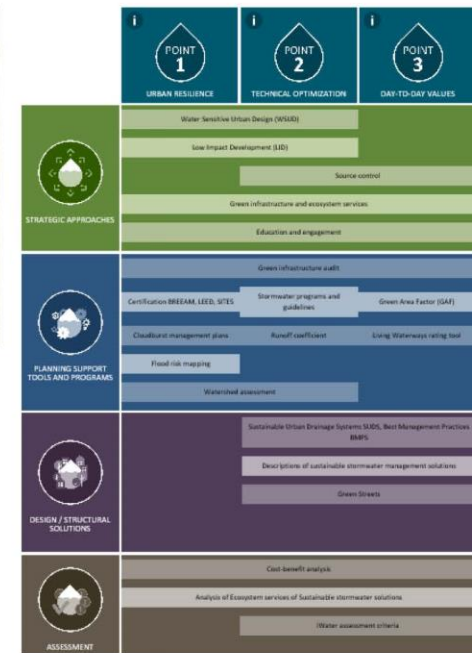 i
POINT
1
URBAN RESILIENCE
i
POINT
2
TECHNICAL OPTIMIZATION
i
POINT
3
DAY-TO-DAY VALUES
STRATEGIC APPROACHES
Water Sensitive Urban Design (WSUD)
Low Impact Development (LID)
Source control
Green infrastructure and ecosystem services
Education and engagement
PLANNING SUPPORT
TOOLS AND PROGRAMS
Green infrastructure audit
Certification BREEAM, LEED, SITES
Stormwater programs and
guidelines
Green Area Factor (GAF)
Cloudburst management plans
Runoff coefficient
Living Waterways rating tool
Flood risk mapping
Watershed assessment
DESIGN / STRUCTURAL
SOLUTIONS
Sustainable Urban Drainage Systems SUDS, Best Management Practices
BMPS
Descriptions of sustainable stormwater management solutions
Green Streets
ASSESSMENT
Cost-benefit analysis
Analysis of Ecosystem services of Sustainable stormwater solutions
iWater assessment criteria